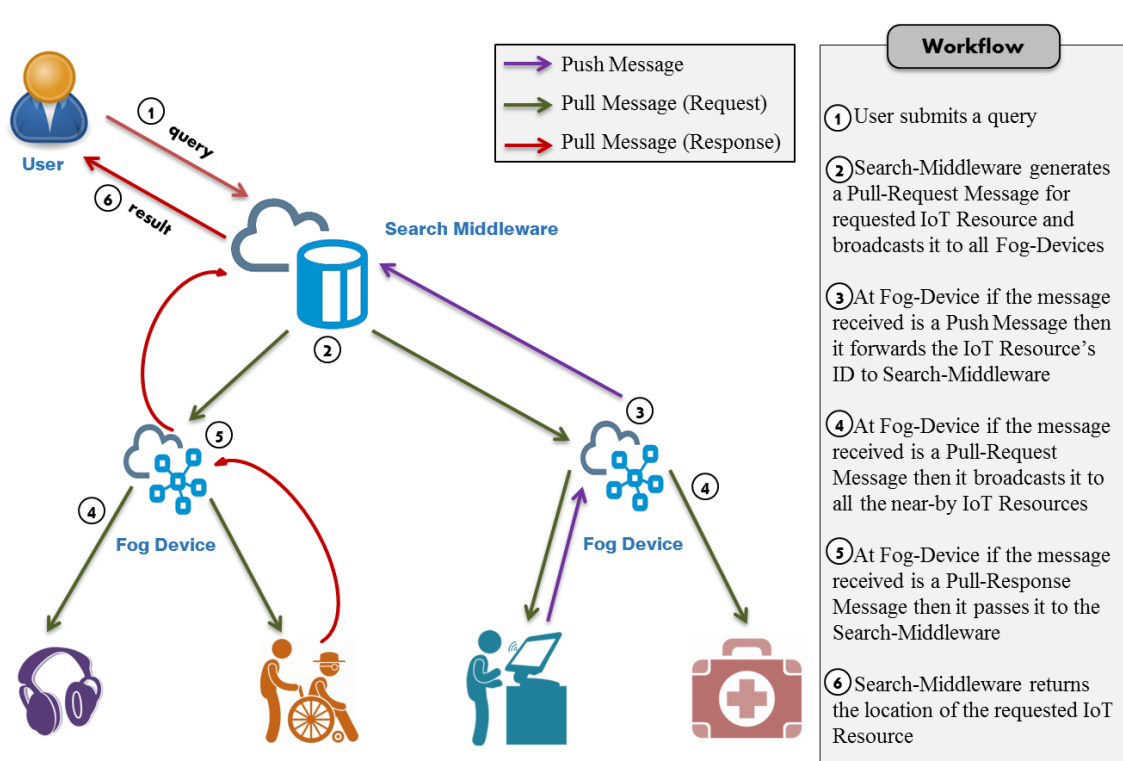 Push Message
Pull Message (Request)
Pull Message (Response)
User
1
query
6
result
Search Middleware
2
3
5
4
4
Fog Device
Fog Device
Workflow
1 User submits a query
2 Search-Middleware generates
a Pull-Request Message for
requested IoT Resource and
broadcasts it to all Fog-Devices
3 At Fog-Device if the message
received is a Push Message then
it forwards the IoT Resource's
ID to Search-Middleware
4 At Fog-Device if the message
received is a Pull-Request
Message then it broadcasts it to
all the near-by IoT Resources
5 At Fog-Device if the message
received is a Pull-Response
Message then it passes it to the
Search-Middleware
6 Search-Middleware returns
the location of the requested IoT
Resource